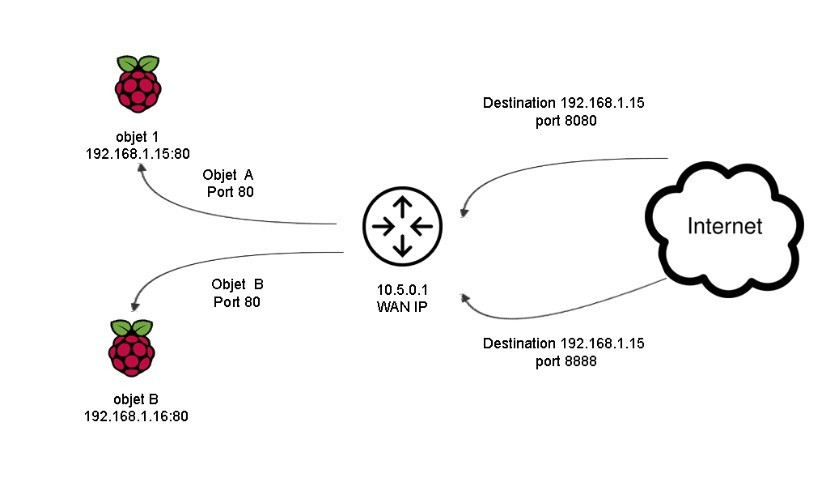 objet 1
192.168.1.15:80
Objet A
Port 80
Objet B
Port 80
objet B
192.168.1.16:80
10.5.0.1
WAN IP
Destination 192.168.1.15
port 8080
Internet
Destination 192.168.1.15
port 8888